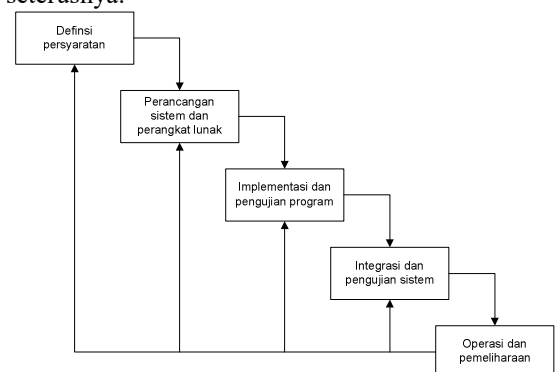 seterusnya.
Definsi
persyaratan
Perancangan
sistem dan
perangkat lunak
Implementasi dan
pengujian program
Integrasi dan
pengujian sistem
Operasi dan
pemeliharaan